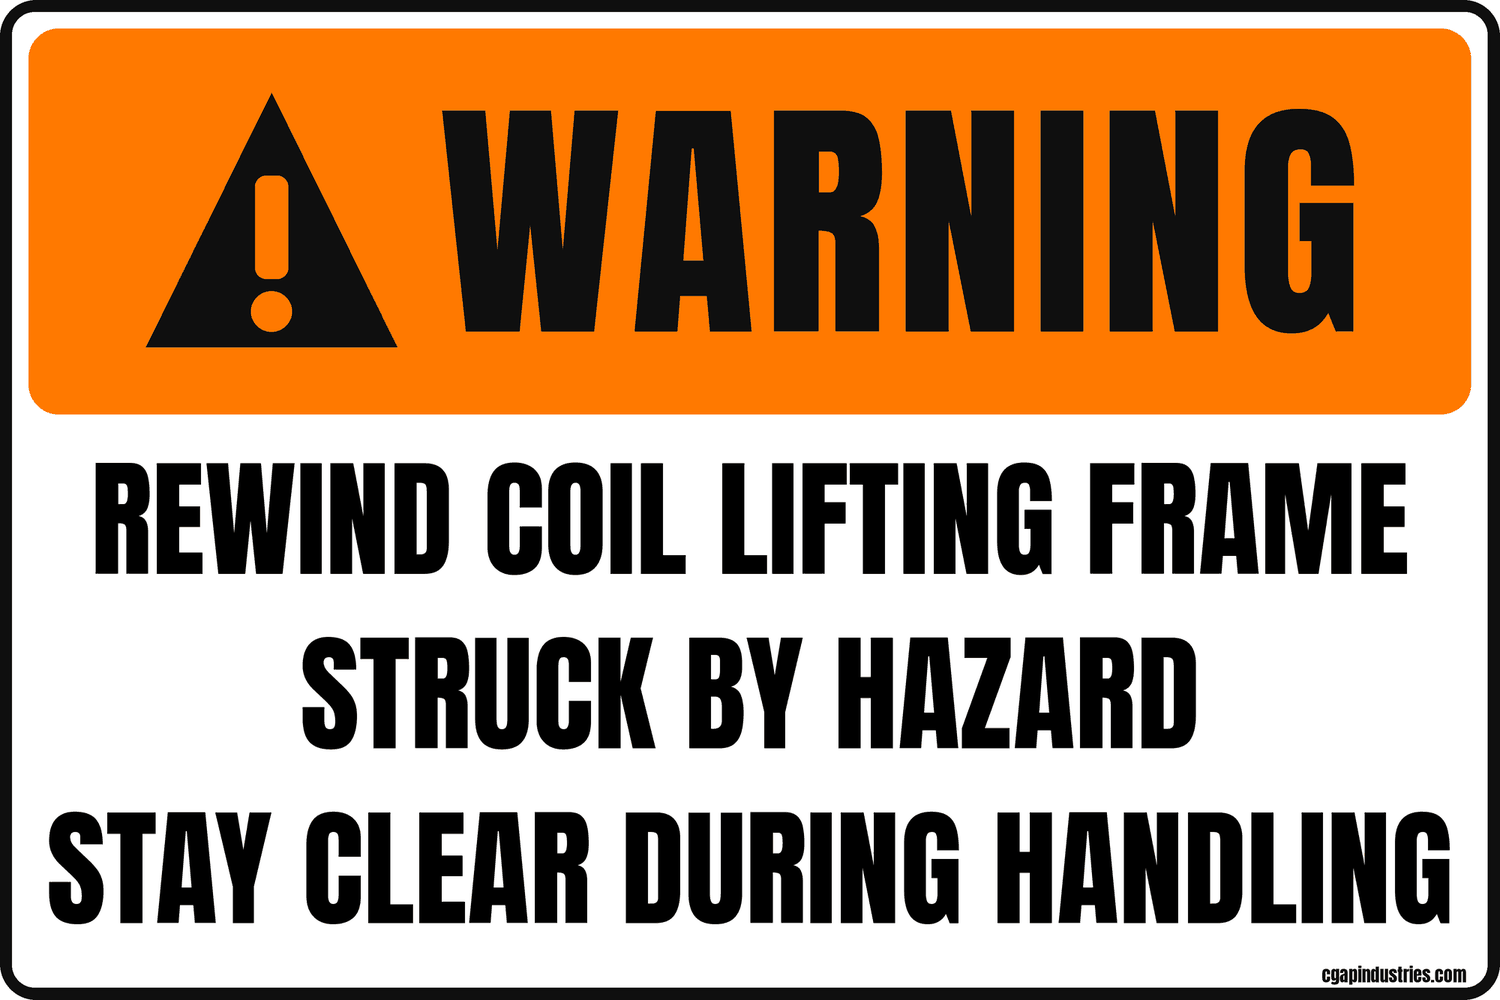 WARNING
REWIND COIL LIFTING FRAME
STRUCK BY HAZARD
STAY CLEAR DURING HANDLING
cgapindustries.com